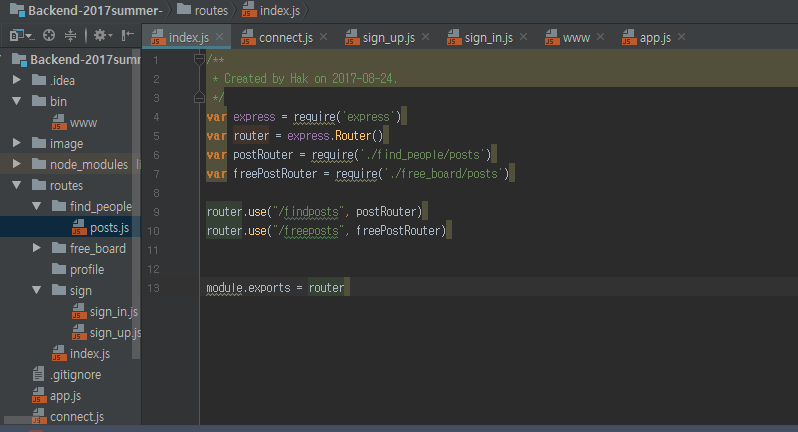 Backend-2017summer- routes index.js
index.js connect.js sign_up.js sign_in.js www app.js
Backend-2017summ
.idea
bin
www
image
node_modules li
routes
find_people
posts.js
free_board
profile
sign
sign_in.js
sign_up.js
index.js
.gitignore
app.js
connect.js
1 /**
2 * Created by Hak on 2017-08-24.
3 */
4 var express = require('express')
5 var router = express.Router()
6 var postRouter = require('./find_people/posts')
7 var freePostRouter = require('./free_board/posts')
8
9 router.use("/findposts", postRouter)
10 router.use("/freeposts", freePostRouter)
11
12
13 module.exports = router